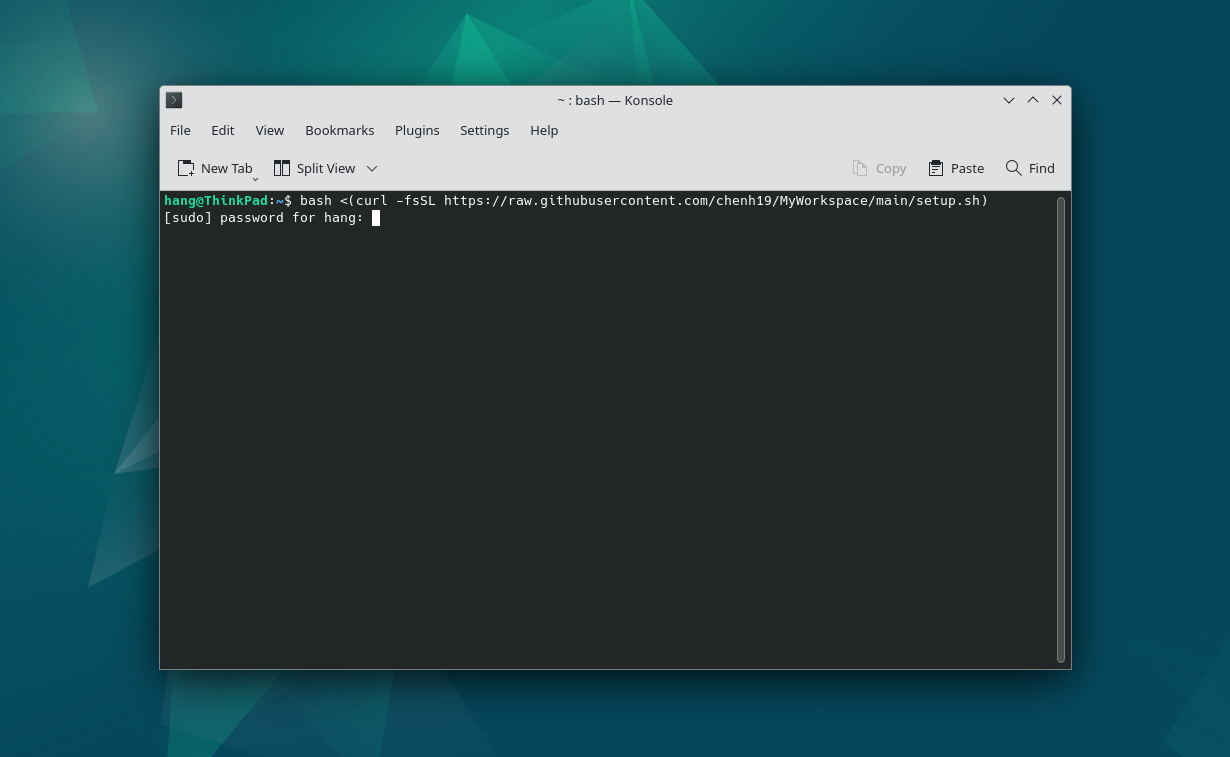 ~ : bash — Konsole
File Edit View Bookmarks Plugins Settings Help
New Tab Split View Copy Paste Find
hang@ThinkPad:~$ bash <(curl -fsSL https://raw.githubusercontent.com/chenh19/MyWorkspace/main/setup.sh)
[sudo] password for hang: